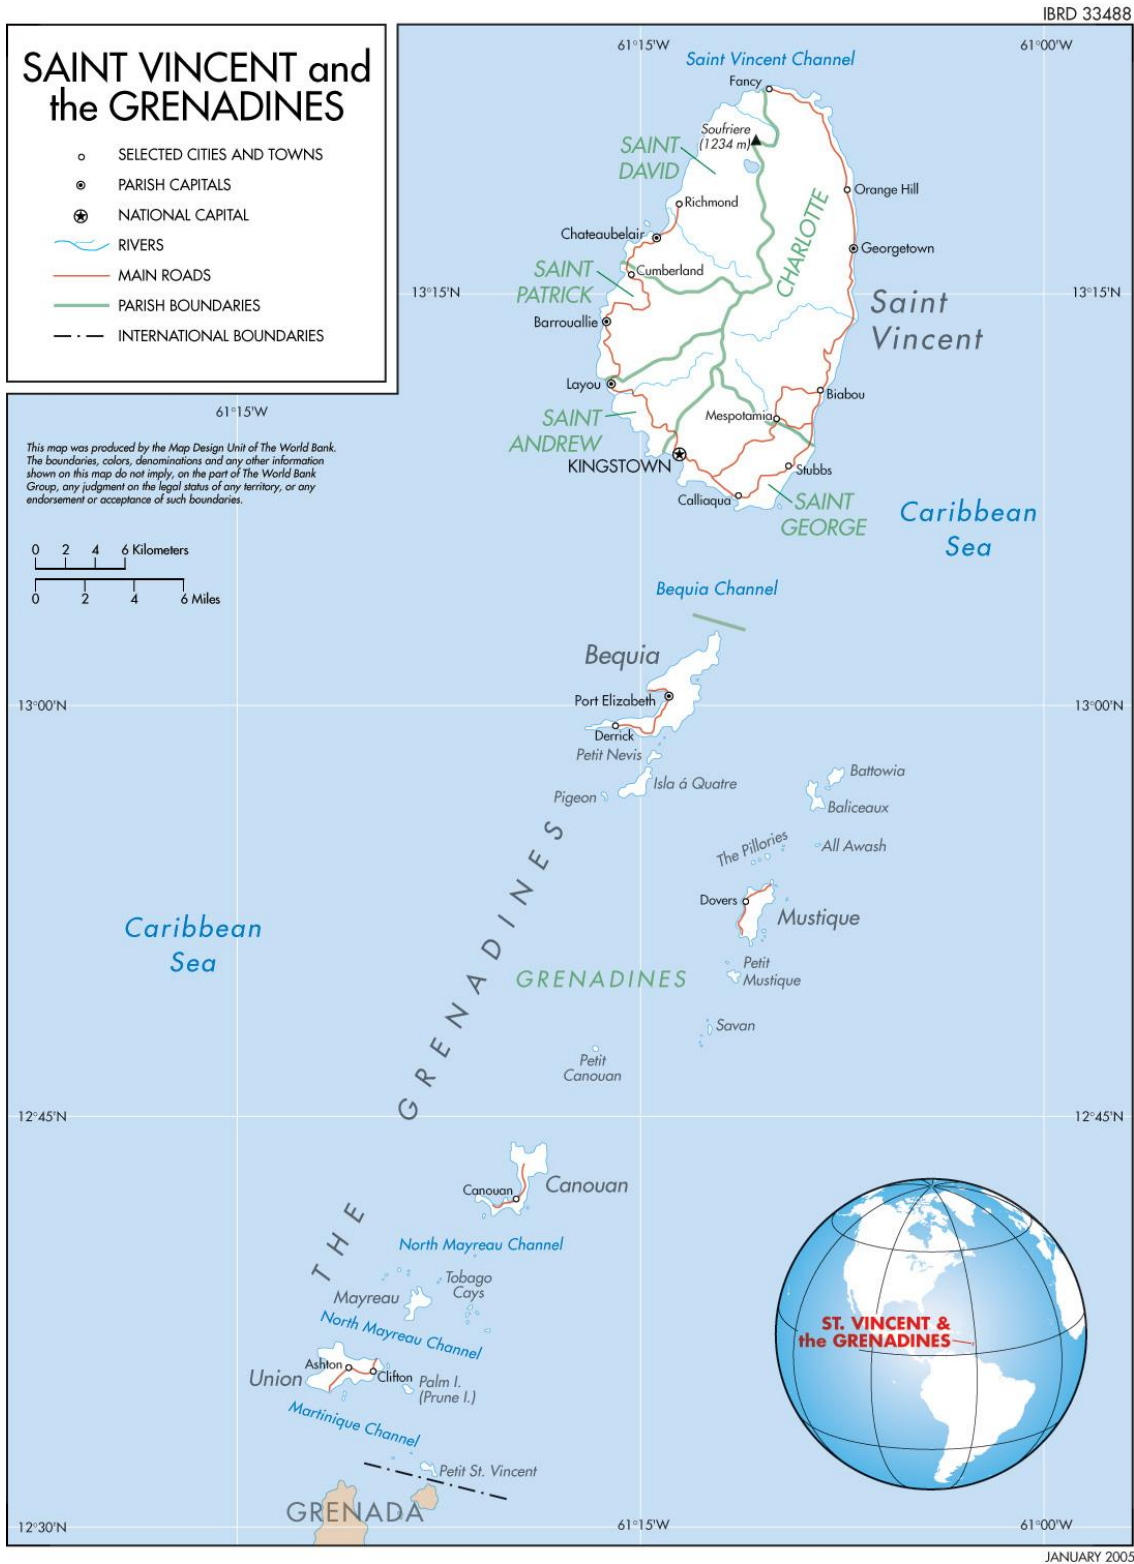 IBRD 33488
SAINT VINCENT and
the GRENADINES
SELECTED CITIES AND TOWNS
PARISH CAPITALS
NATIONAL CAPITAL
RIVERS
MAIN ROADS
PARISH BOUNDARIES
INTERNATIONAL BOUNDARIES
61°15'W
61°00'W
Saint Vincent Channel
Fancy
Soufriere
(1234 m)
SAINT
DAVID
Orange Hill
Richmond
CHARLOTTE
Chateaubelair
Georgetown
SAINT
PATRICK
Cumberland
13°15'N
13°15'N
Saint
Vincent
Barrouallie
Layou
Biabou
61°15'W
SAINT
ANDREW
Mespotamia
KINGSTOWN
Stubbs
Calliaqua
SAINT
GEORGE
This map was produced by the Map Design Unit of The World Bank.
The boundaries, colors, denominations and any other information
shown on this map do not imply, on the part of The World Bank
Group, any judgment on the legal status of any territory, or any
endorsement or acceptance of such boundaries.
Caribbean
Sea
0 2 4 6 Kilometers
0 2 4 6 Miles
Bequia Channel
Bequia
Port Elizabeth
13°00'N
13°00'N
Derrick
Petit Nevis
Isla á Quatre
Pigeon
Battowia
Baliceaux
The Pillories
All Awash
Dovers
Mustique
Caribbean
Sea
Petit
Mustique
GRENADINES
THE GRENADINES
Savan
Petit
Canouan
12°45'N
12°45'N
Canouan
Canouan
North Mayreau Channel
Tobago
Cays
Mayreau
North Mayreau Channel
Ashton
Clifton
Union
Palm I.
(Prune I.)
Martinique Channel
Petit St. Vincent
GRENADA
ST. VINCENT &
the GRENADINES
12°30'N
61°15'W
61°00'W
JANUARY 2005